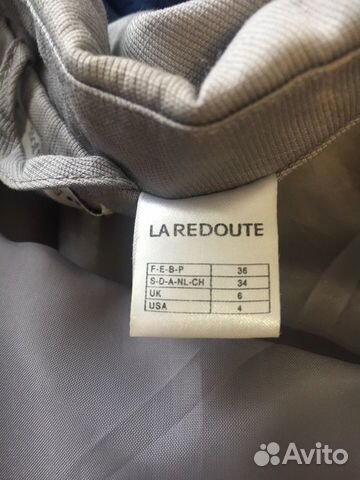 LA REDOUTE
F-E-B-P 36
S-D-A-NL-CH 34
UK 6
USA 4
Avito